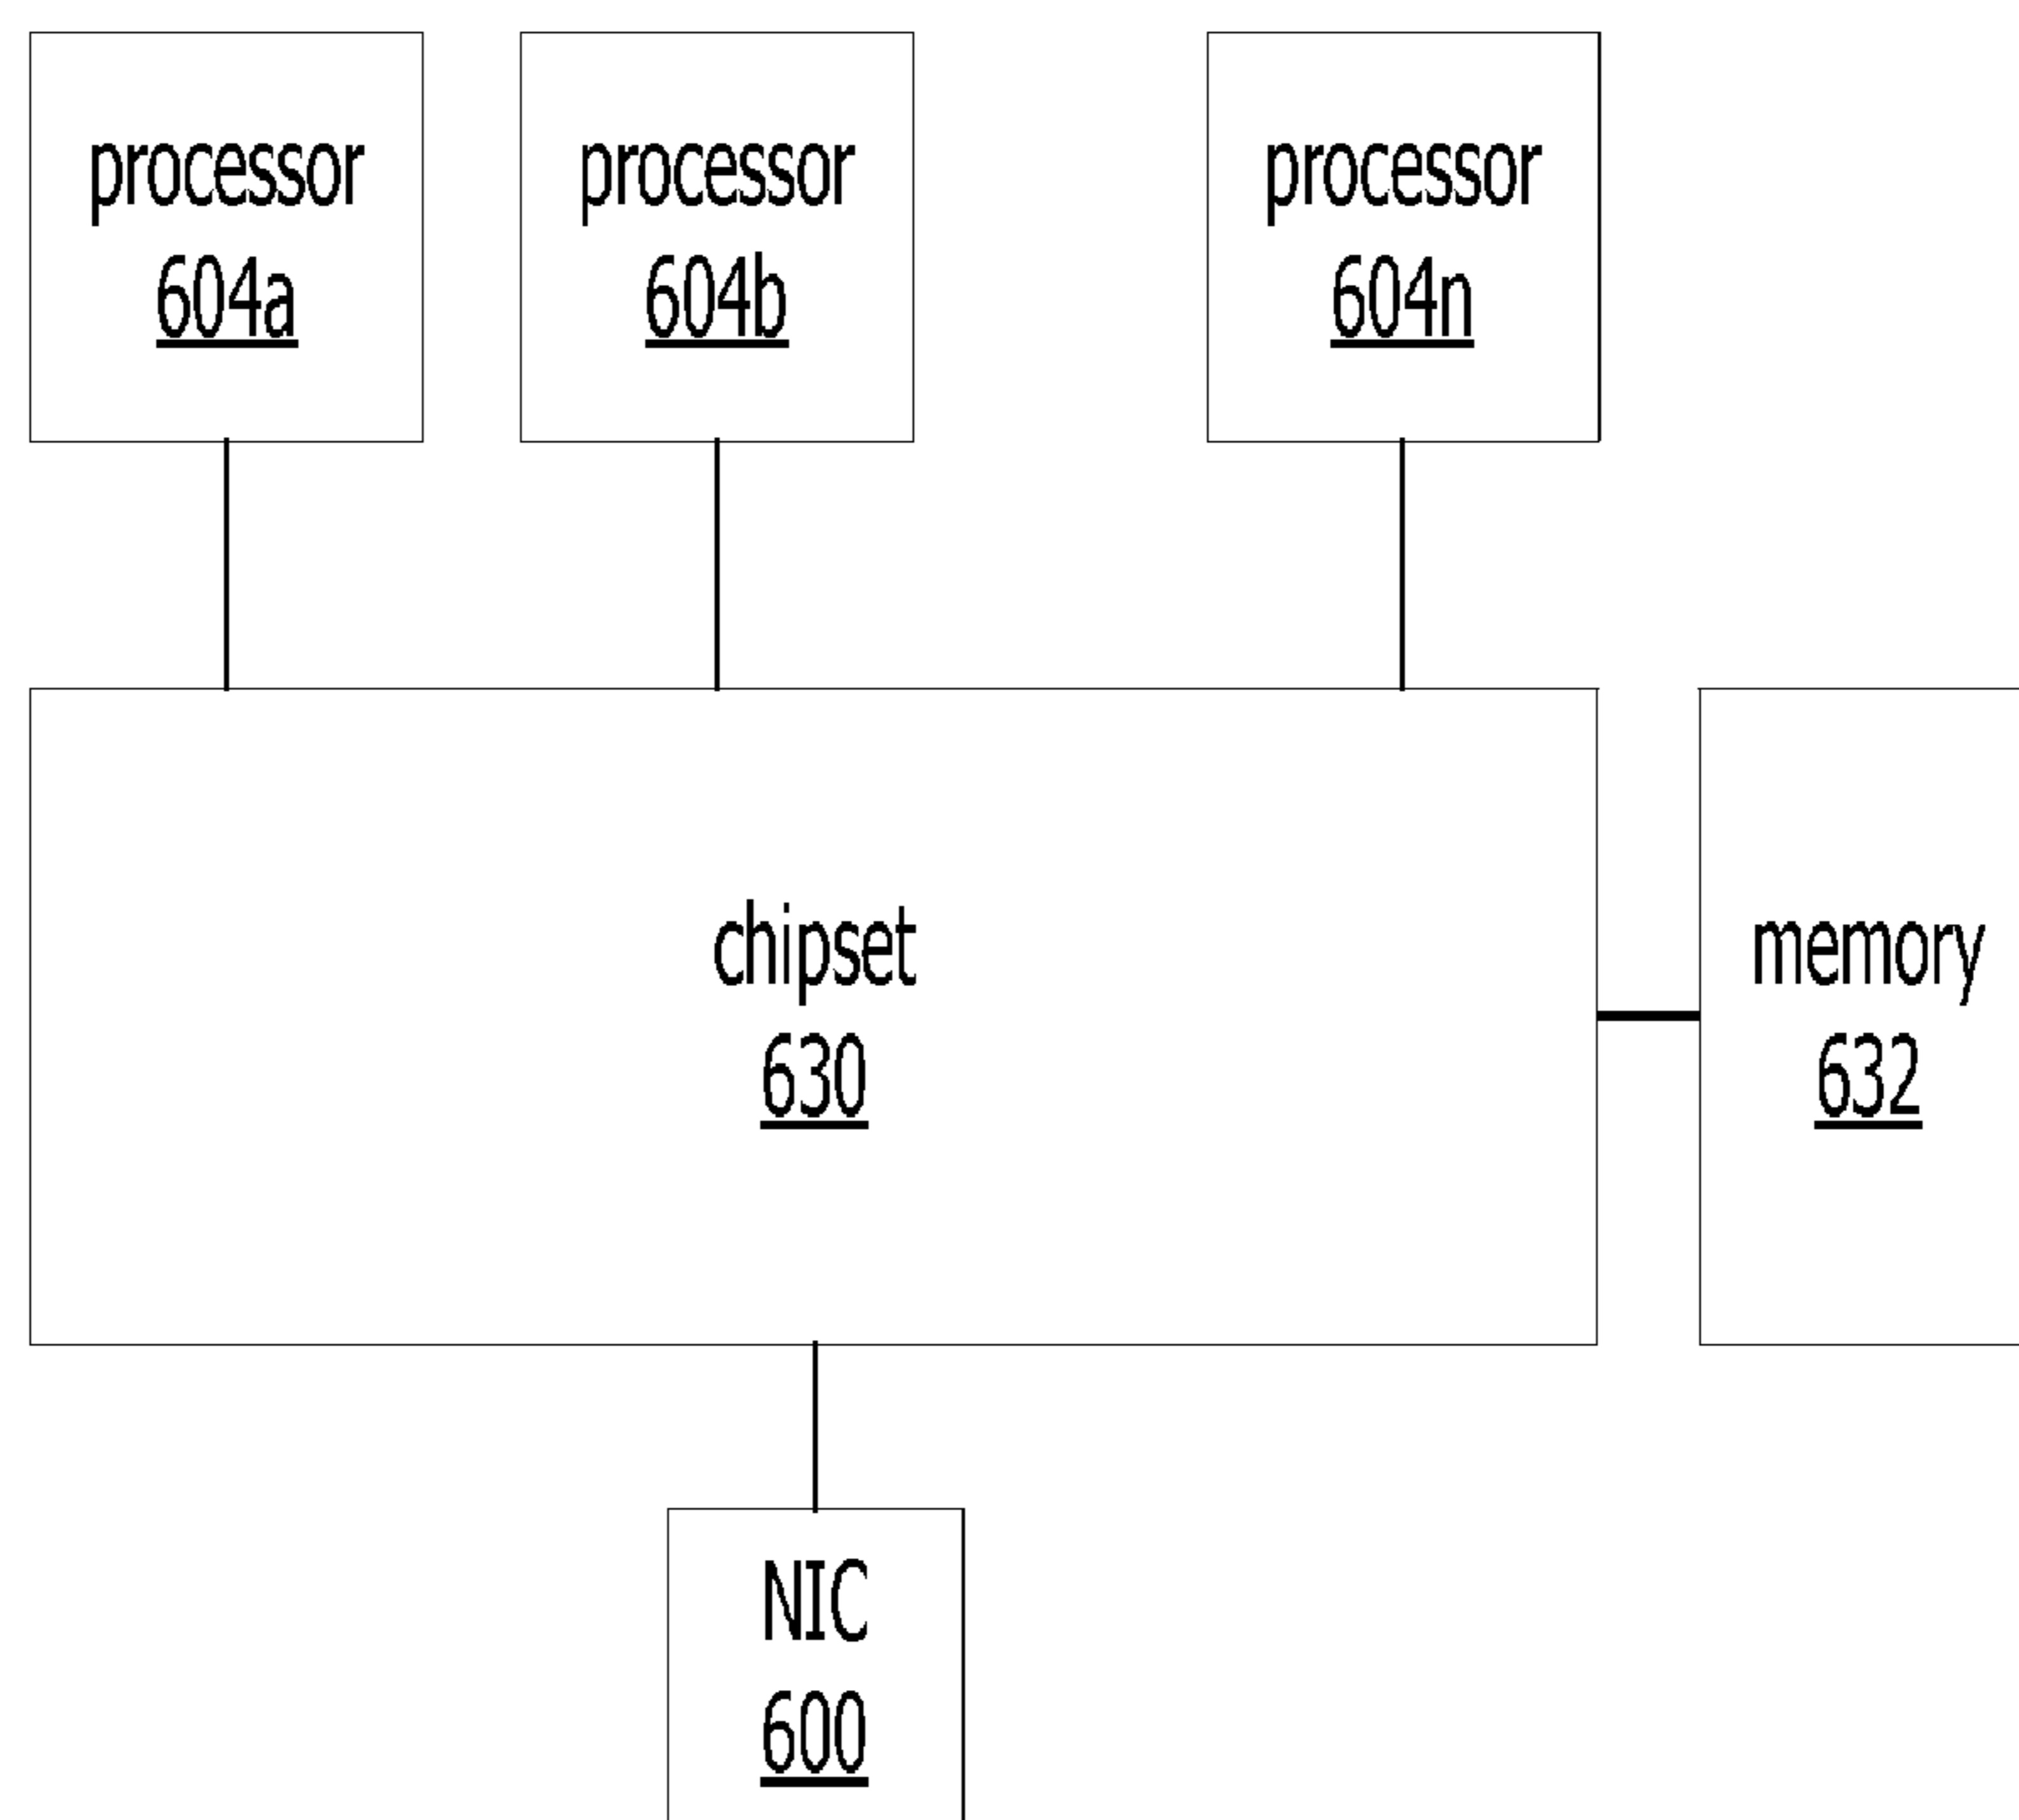 processor
604a
processor
604b
processor
604n
chipset
630
memory
632
NIC
600